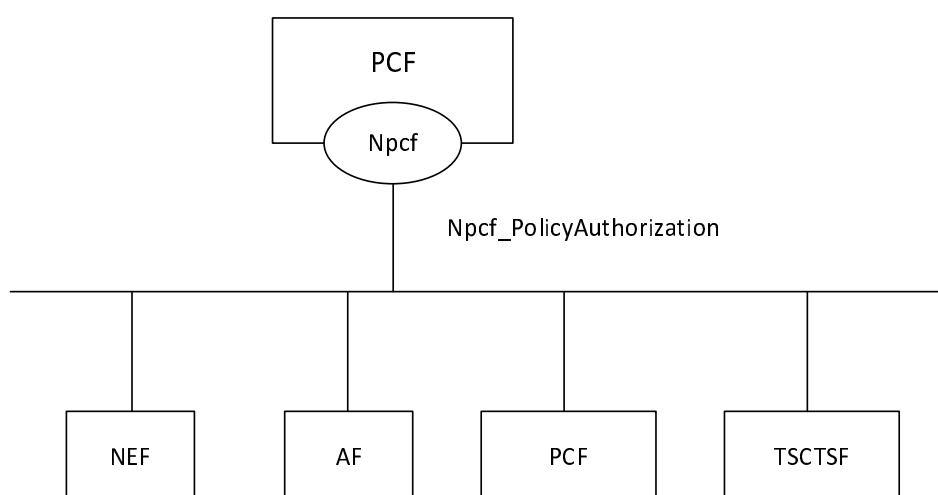 PCF
Npcf
Npcf_PolicyAuthorization
NEF
AF
PCF
TSCTSF